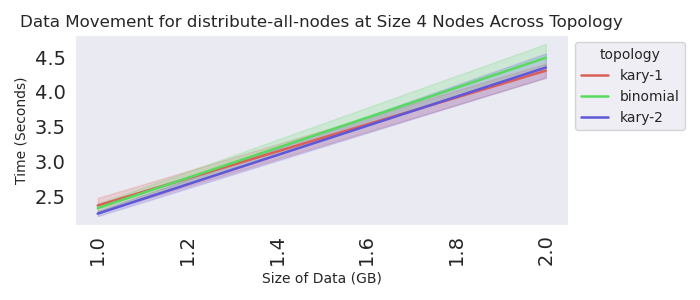 Data Movement for distribute-all-nodes at Size 4 Nodes Across Topology
Time (Seconds)
4.5
4.0
3.5
3.0
2.5
1.0
1.2
1.4
1.6
1.8
2.0
Size of Data (GB)
topology
kary-1
binomial
kary-2